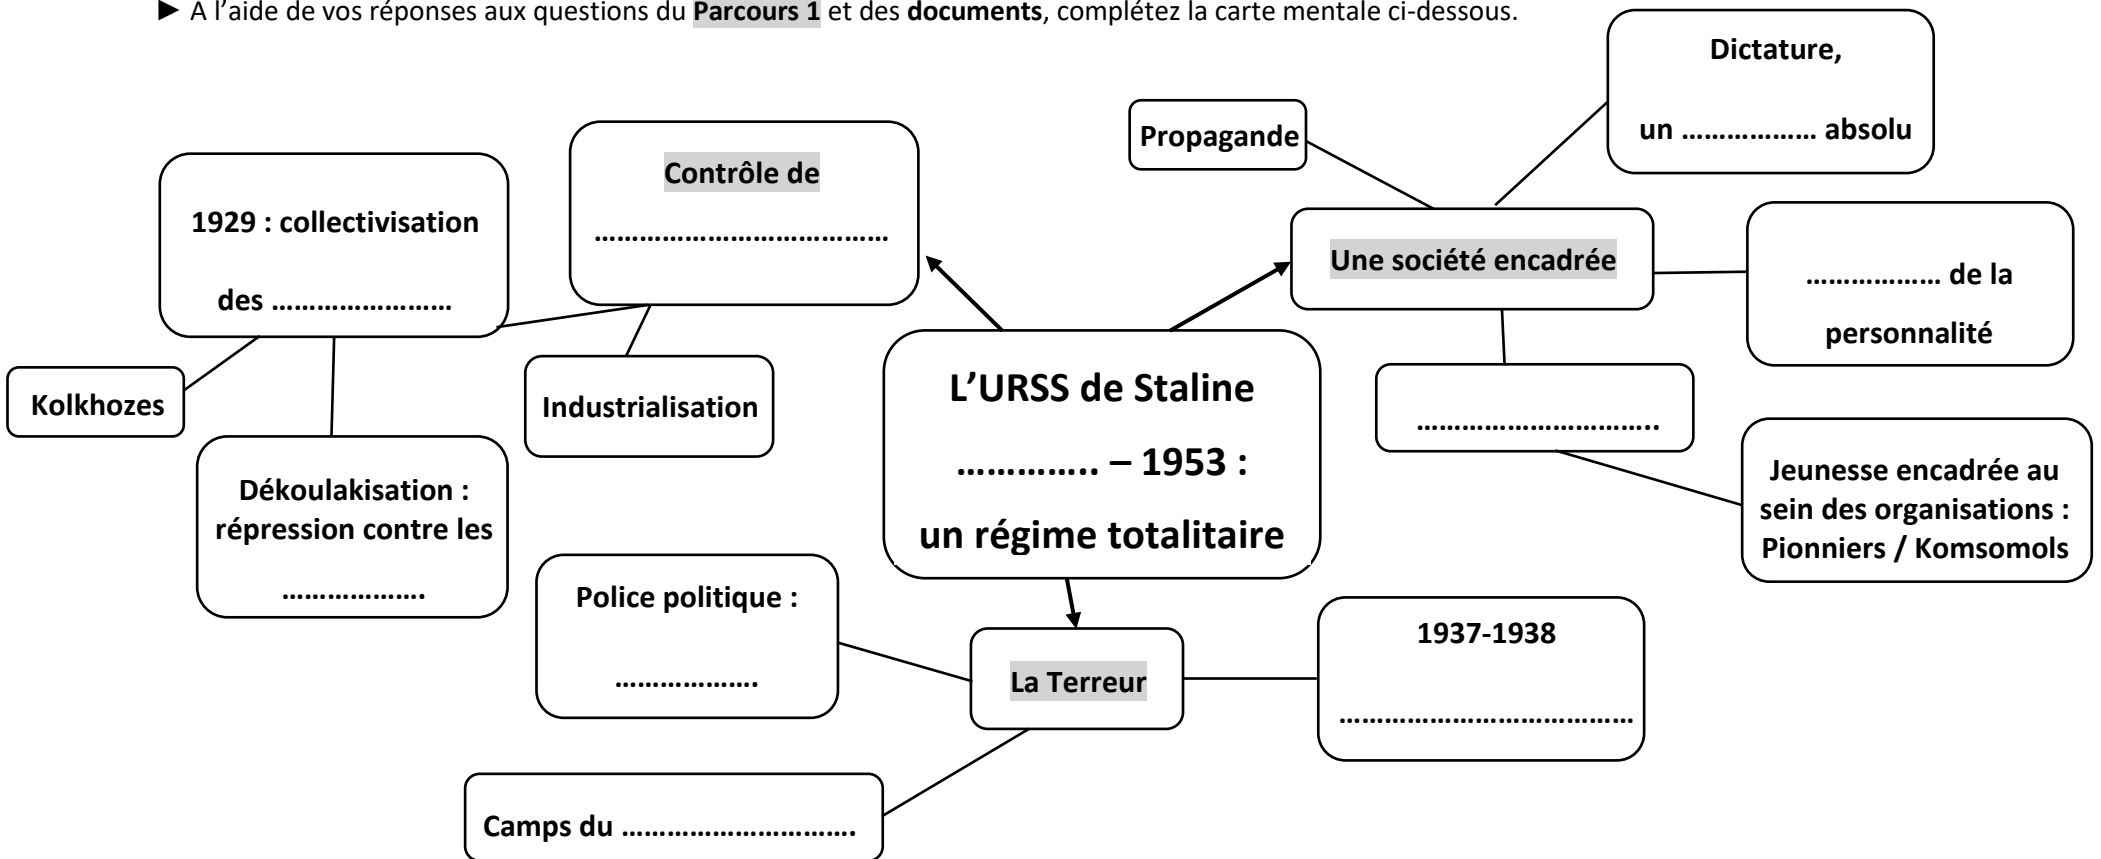 ► A l’aide de vos réponses aux questions du Parcours 1 et des documents, complétez la carte mentale ci-dessous.
Dictature,
un ……………… absolu
Propagande
Contrôle de
…………………………………
1929 : collectivisation
des ……………………
Une société encadrée
……………… de la
personnalité
Kolkhozes
Industrialisation
L’URSS de Staline
………….. – 1953 :
un régime totalitaire
…………………………..
Jeunesse encadrée au
sein des organisations :
Pionniers / Komsomols
Dékoulakisation :
répression contre les
……………….
Police politique :
……………….
La Terreur
1937-1938
…………………………………
Camps du ………………………….